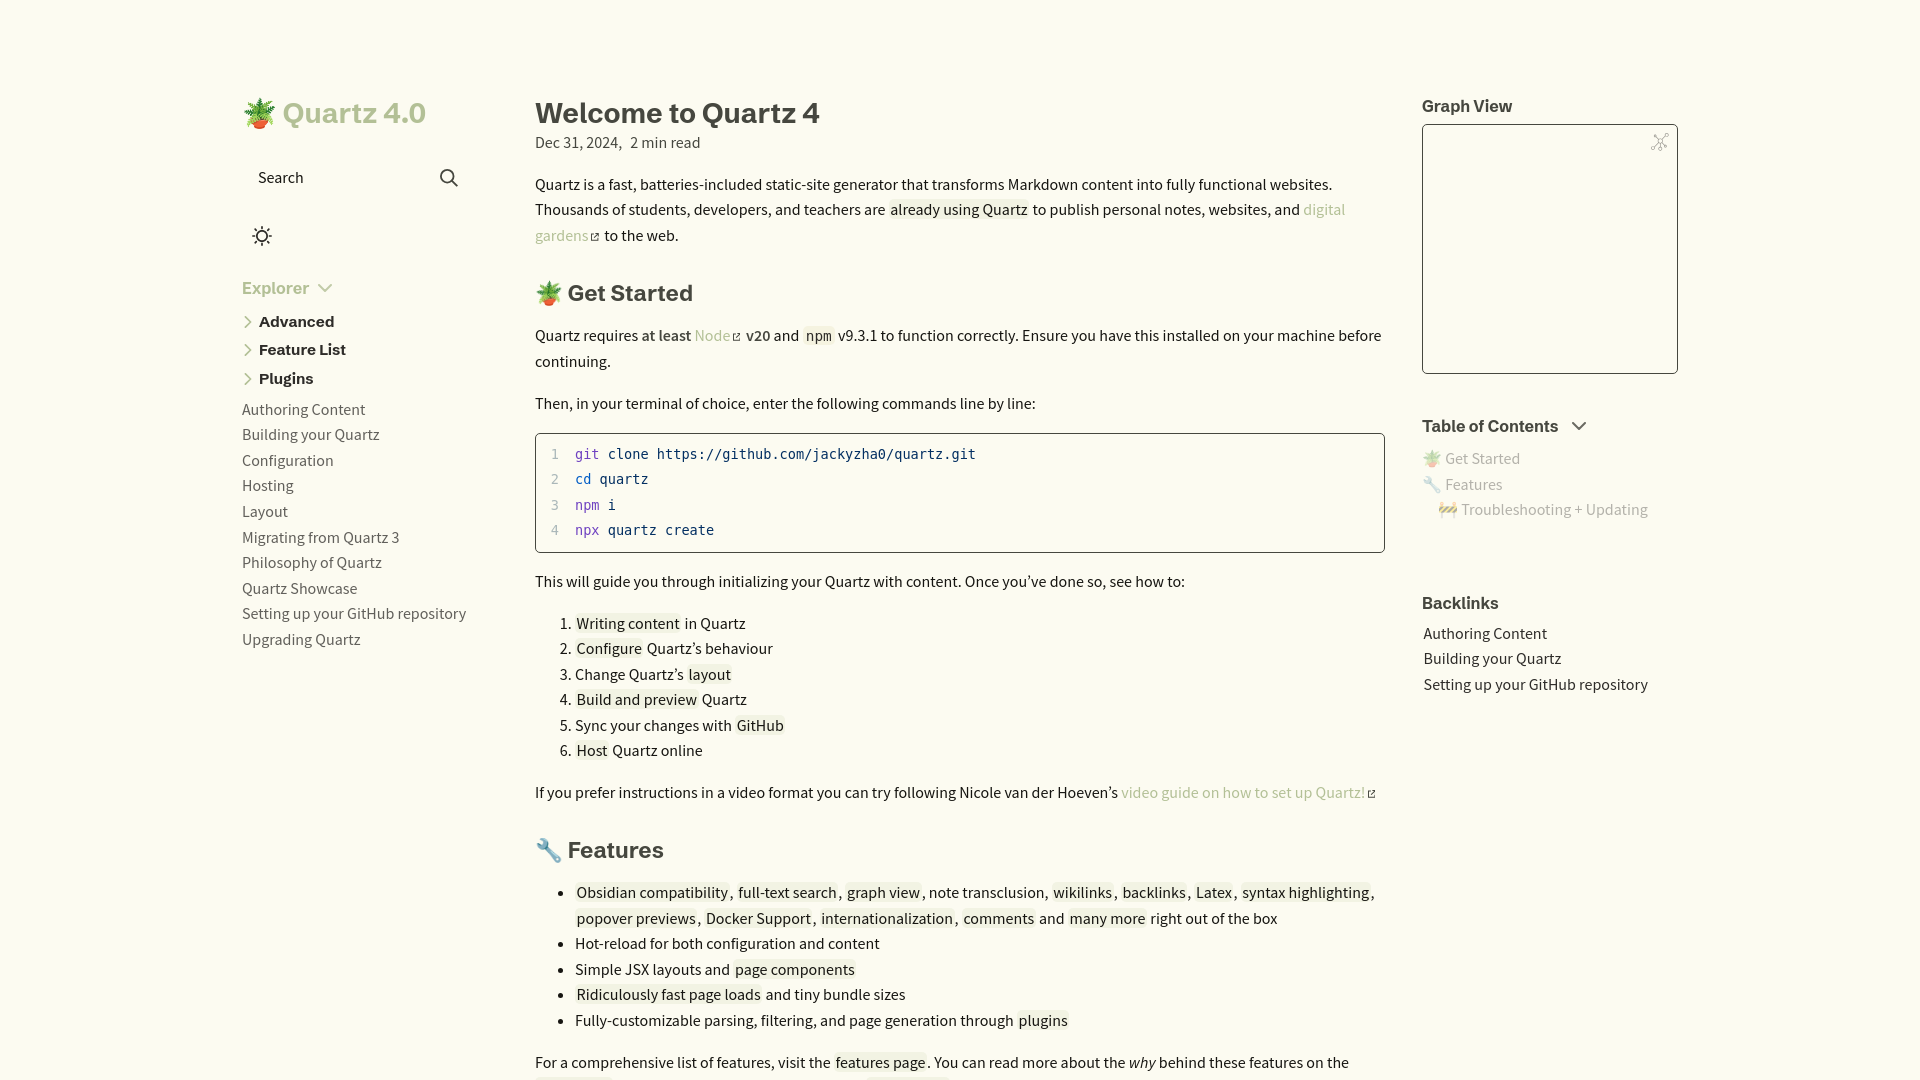 🪴 Quartz 4.0
Search
Explorer
Advanced
Feature List
Plugins
Authoring Content
Building your Quartz
Configuration
Hosting
Layout
Migrating from Quartz 3
Philosophy of Quartz
Quartz Showcase
Setting up your GitHub repository
Upgrading Quartz
Welcome to Quartz 4
Dec 31, 2024, 2 min read
Quartz is a fast, batteries-included static-site generator that transforms Markdown content into fully functional websites.
Thousands of students, developers, and teachers are already using Quartz to publish personal notes, websites, and digital
gardens to the web.
🪴 Get Started
Quartz requires at least Node v20 and npm v9.3.1 to function correctly. Ensure you have this installed on your machine before
continuing.
Then, in your terminal of choice, enter the following commands line by line:
1 git clone https://github.com/jackyzha0/quartz.git
2 cd quartz
3 npm i
4 npx quartz create
This will guide you through initializing your Quartz with content. Once you’ve done so, see how to:
1. Writing content in Quartz
2. Configure Quartz’s behaviour
3. Change Quartz’s layout
4. Build and preview Quartz
5. Sync your changes with GitHub
6. Host Quartz online
If you prefer instructions in a video format you can try following Nicole van der Hoeven’s video guide on how to set up Quartz!
🔧 Features
• Obsidian compatibility, full-text search, graph view, note transclusion, wikilinks, backlinks, Latex, syntax highlighting,
popover previews, Docker Support, internationalization, comments and many more right out of the box
• Hot-reload for both configuration and content
• Simple JSX layouts and page components
• Ridiculously fast page loads and tiny bundle sizes
• Fully-customizable parsing, filtering, and page generation through plugins
For a comprehensive list of features, visit the features page. You can read more about the why behind these features on the
Graph View
Table of Contents
🪴 Get Started
🔧 Features
🚧 Troubleshooting + Updating
Backlinks
Authoring Content
Building your Quartz
Setting up your GitHub repository